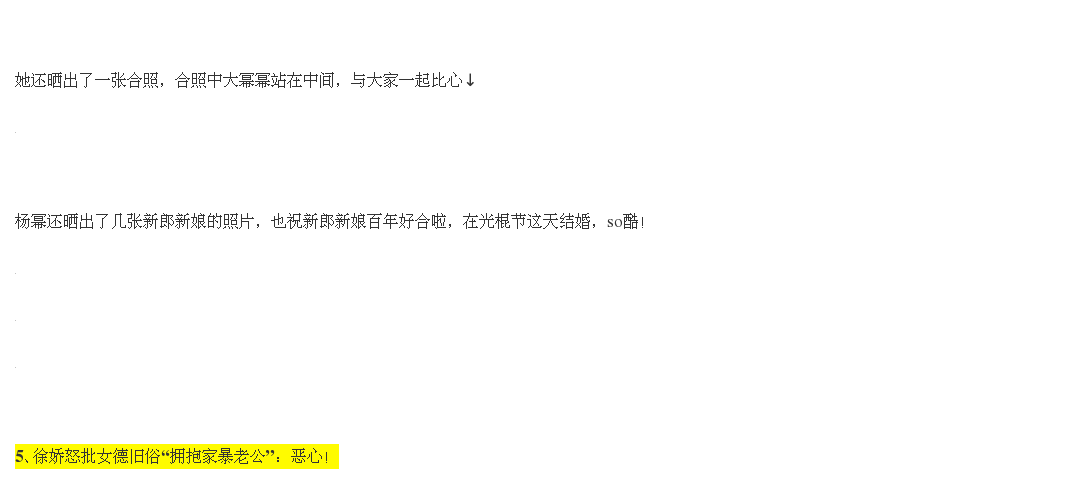 她还晒出了一张合照，合照中大幂幂站在中间，与大家一起比心↓
杨幂还晒出了几张新郎新娘的照片，也祝新郎新娘百年好合啦，在光棍节这天结婚，so酷！
5、徐娇怒批女德旧俗“拥抱家暴老公”：恶心！